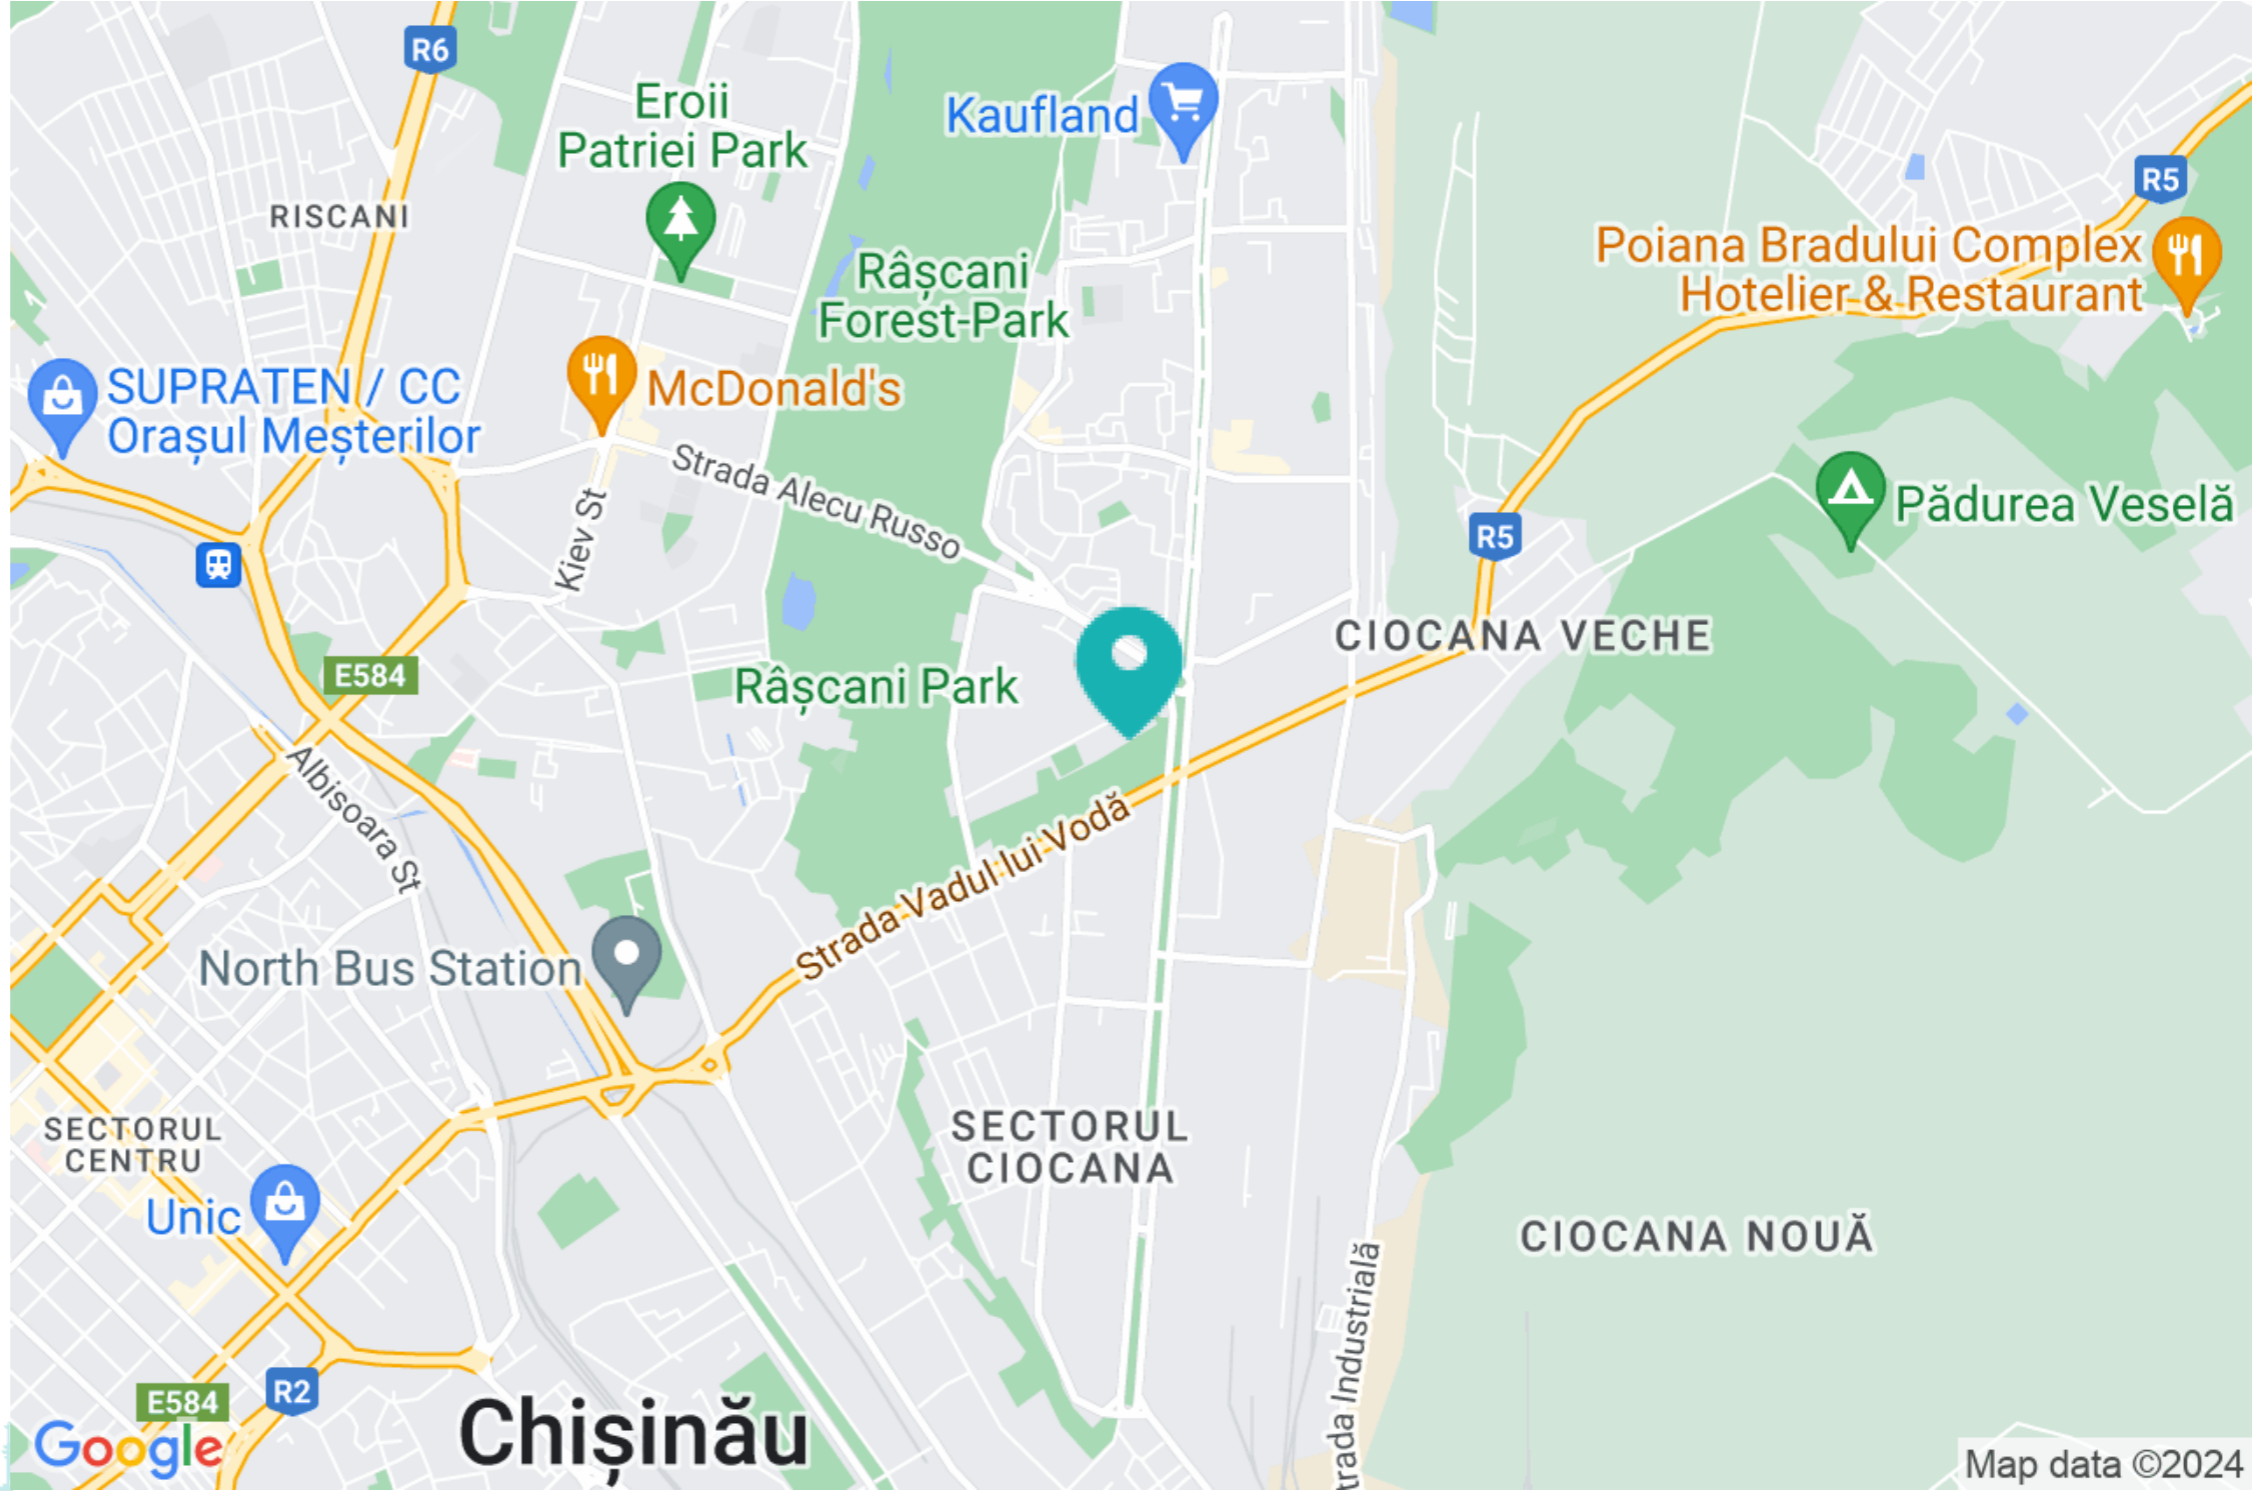 R6
Eroii
Patriei Park
Kaufland
R5
RISCANI
Râșcani
Forest-Park
Poiana Bradului Complex
Hotelier & Restaurant
SUPRATEN / CC
Orașul Meșterilor
McDonald's
Strada Alecu Russo
Kiev St
R5
Pădurea Veselă
CIOCANA VECHE
E584
Râșcani Park
Albisoara St
Strada Vadul lui Vodă
North Bus Station
SECTORUL
CENTRU
SECTORUL
CIOCANA
Unic
CIOCANA NOUĂ
trada Industrială
E584
R2
Chișinău
Google
Map data ©2024